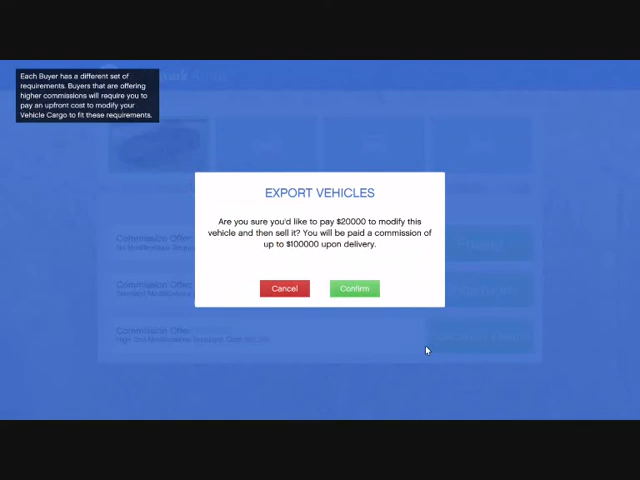 Each Buyer has a different set of
requirements. Buyers that are offering
higher commissions will require you to
pay an upfront cost to modify your
Vehicle Cargo to fit these requirements.
EXPORT VEHICLES
Are you sure you'd like to pay $20000 to modify this
vehicle and then sell it? You will be paid a commission of
up to $100000 upon delivery.
Cancel
Confirm
Commission Offer:
Commission Offer:
Commission Offer: